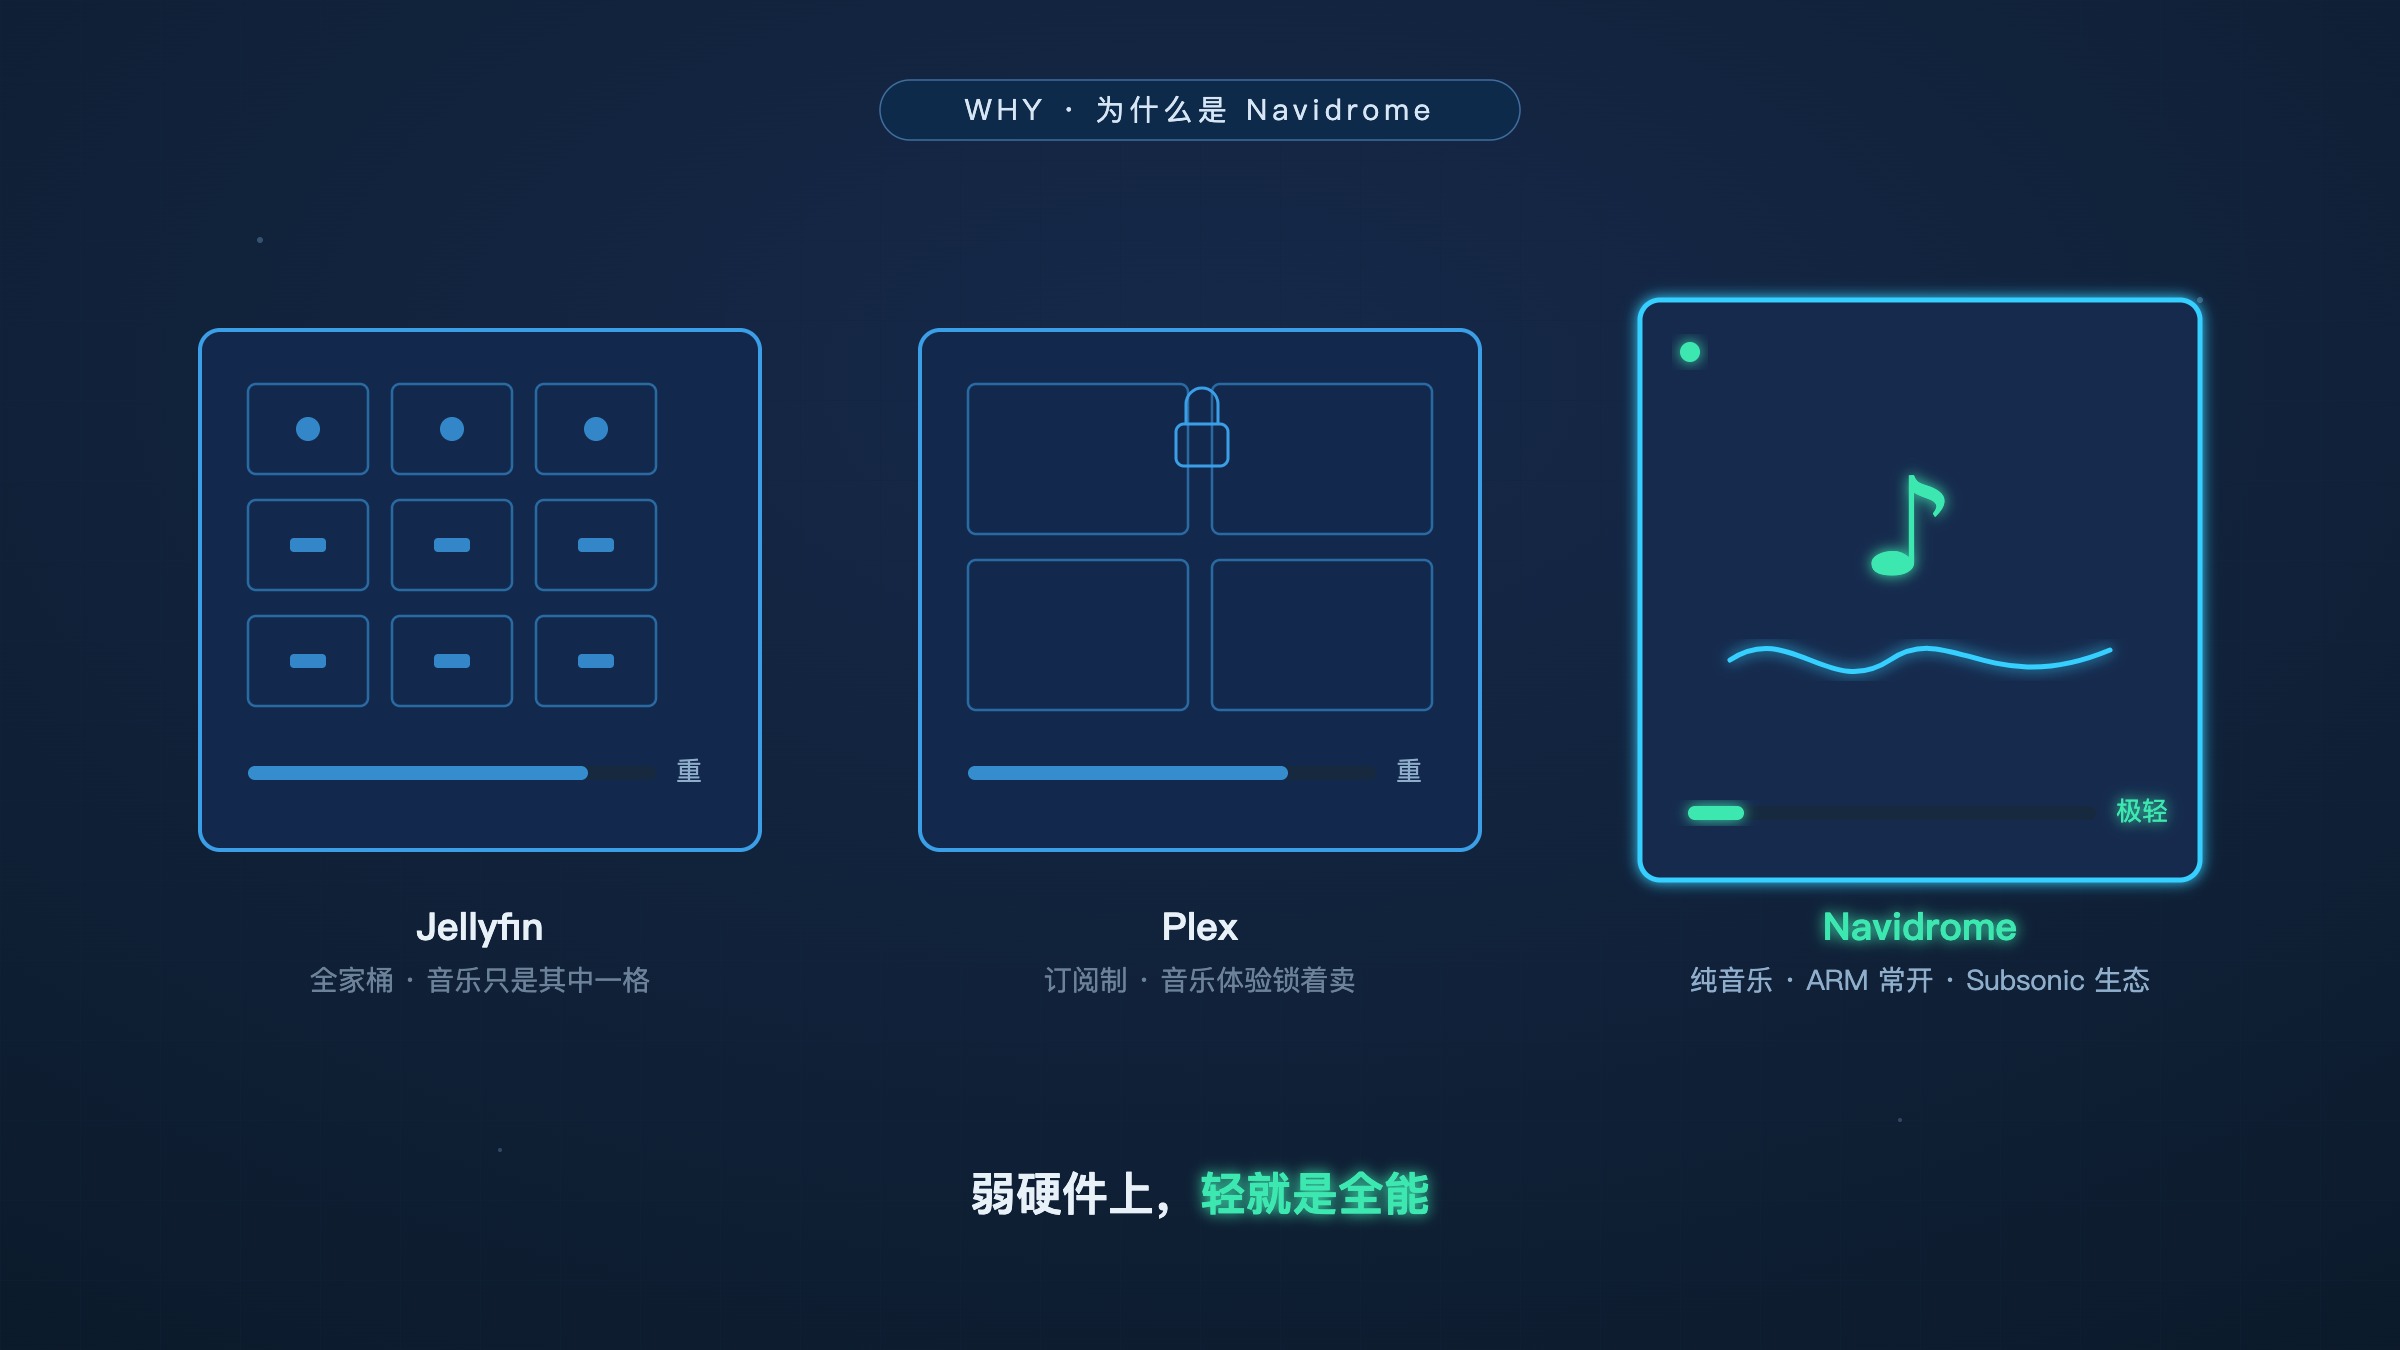 WHY · 为什么是 Navidrome
重
重
极轻
Jellyfin
全家桶 · 音乐只是其中一格
Plex
订阅制 · 音乐体验锁着卖
Navidrome
纯音乐 · ARM 常开 · Subsonic 生态
弱硬件上，轻就是全能